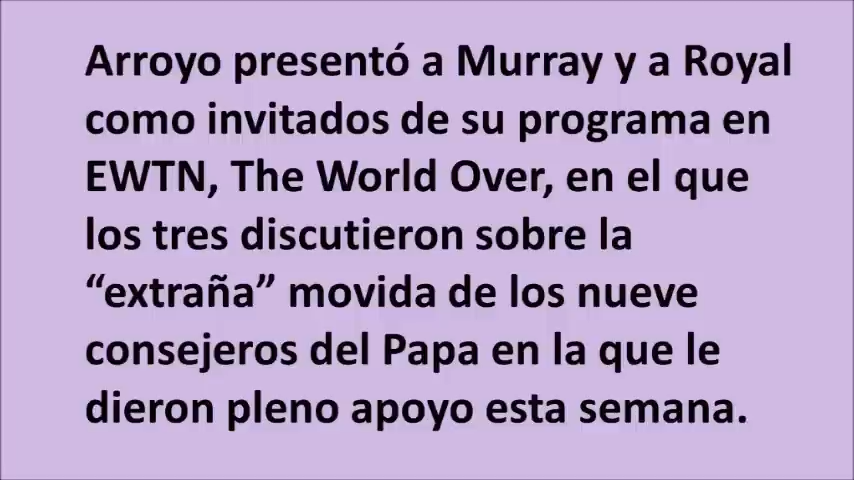 Arroyo presentó a Murray y a Royal
como invitados de su programa en
EWTN, The World Over, en el que
los tres discutieron sobre la
“extraña” movida de los nueve
consejeros del Papa en la que le
dieron pleno apoyo esta semana.